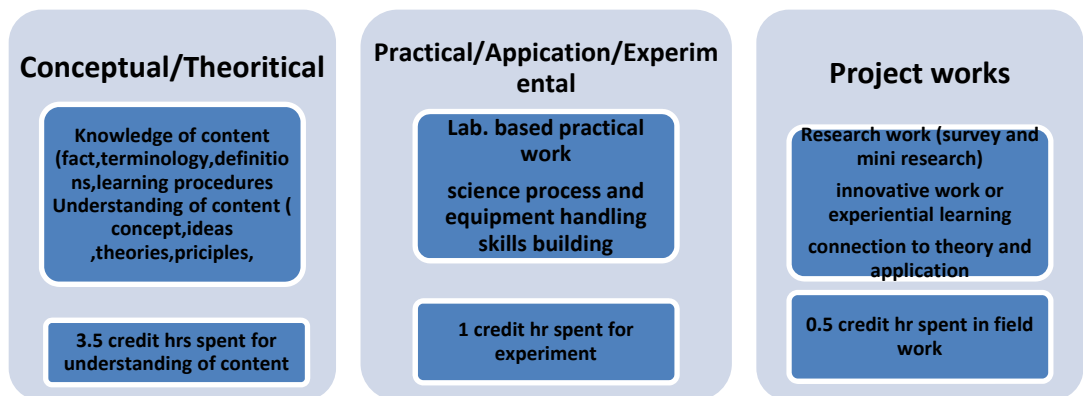 Conceptual/Theoritical
Knowledge of content
(fact,terminology,definitio
ns,learning procedures
Understanding of content (
concept,ideas
,theories,priciples,
3.5 credit hrs spent for
understanding of content
Practical/Appication/Experim
ental
Lab. based practical
work
science process and
equipment handling
skills building
1 credit hr spent for
experiment
Project works
Research work (survey and
mini research)
innovative work or
experiential learning
connection to theory and
application
0.5 credit hr spent in field
work